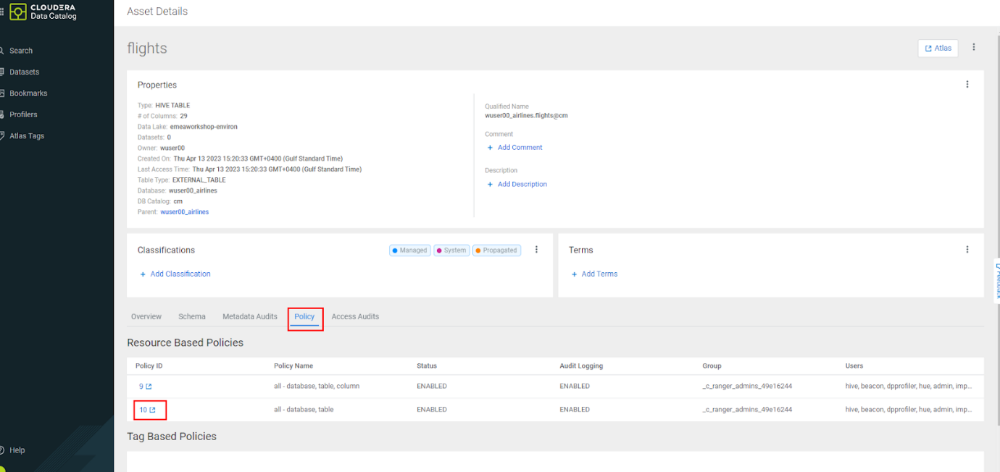 CLOUDERA
Data Catalog
Search
Datasets
Bookmarks
Profilers
Atlas Tags
Help
Asset Details
flights
Atlas
Properties
Type: HIVE TABLE
# of Columns: 29
Data Lake: emeaworkshop-environ
Datasets: 0
Owner: wuser00
Created On: Thu Apr 13 2023 15:20:33 GMT+0400 (Gulf Standard Time)
Last Access Time: Thu Apr 13 2023 15:20:33 GMT+0400 (Gulf Standard Time)
Table Type: EXTERNAL_TABLE
Database: wuser00_airlines
DB Catalog: cm
Parent: wuser00_airlines
Qualified Name
wuser00_airlines.flights@cm
Comment
+ Add Comment
Description
+ Add Description
Classifications
Managed System Propagated
+ Add Classification
Terms
+ Add Terms
Feedback
Overview Schema Metadata Audits Policy Access Audits
Resource Based Policies
Policy ID Policy Name Status Audit Logging Group Users
9 all - database, table, column ENABLED ENABLED _c_ranger_admins_49e16244 hive, beacon, dpprofiler, hue, admin, imp...
10 all - database, table ENABLED ENABLED _c_ranger_admins_49e16244 hive, beacon, dpprofiler, hue, admin, imp...
Tag Based Policies